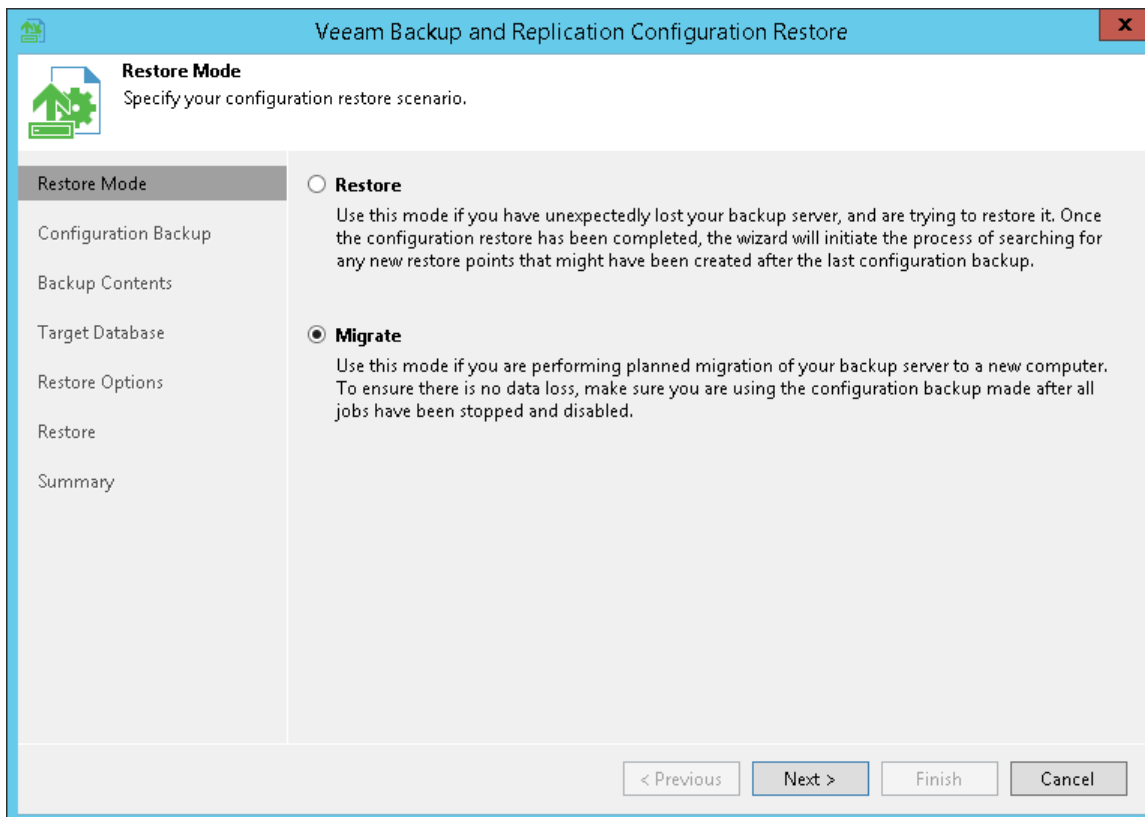 Veeam Backup and Replication Configuration Restore
x
Restore Mode
Specify your configuration restore scenario.
Restore Mode
Configuration Backup
Backup Contents
Target Database
Restore Options
Restore
Summary
Restore
Use this mode if you have unexpectedly lost your backup server, and are trying to restore it. Once
the configuration restore has been completed, the wizard will initiate the process of searching for
any new restore points that might have been created after the last configuration backup.
Migrate
Use this mode if you are performing planned migration of your backup server to a new computer.
To ensure there is no data loss, make sure you are using the configuration backup made after all
jobs have been stopped and disabled.
< Previous
Next >
Finish
Cancel